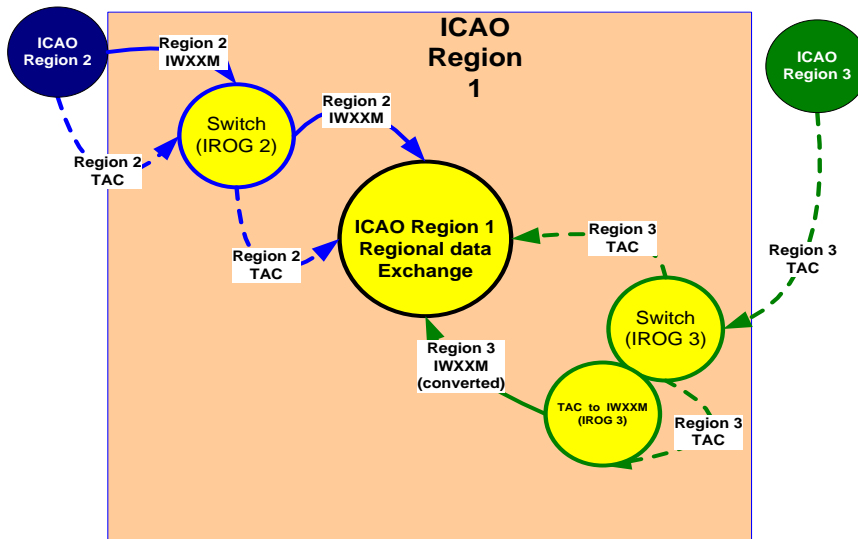 ICAO
Region 2
Region 2
IWXXM
ICAO
Region
1
ICAO
Region 3
Switch
(IROG 2)
Region 2
IWXXM
Region 2
TAC
ICAO Region 1
Regional data
Exchange
Region 2
TAC
Region 3
TAC
Region 3
TAC
Switch
(IROG 3)
Region 3
IWXXM
(converted)
TAC to IWXXM
(IROG 3)
Region 3
TAC